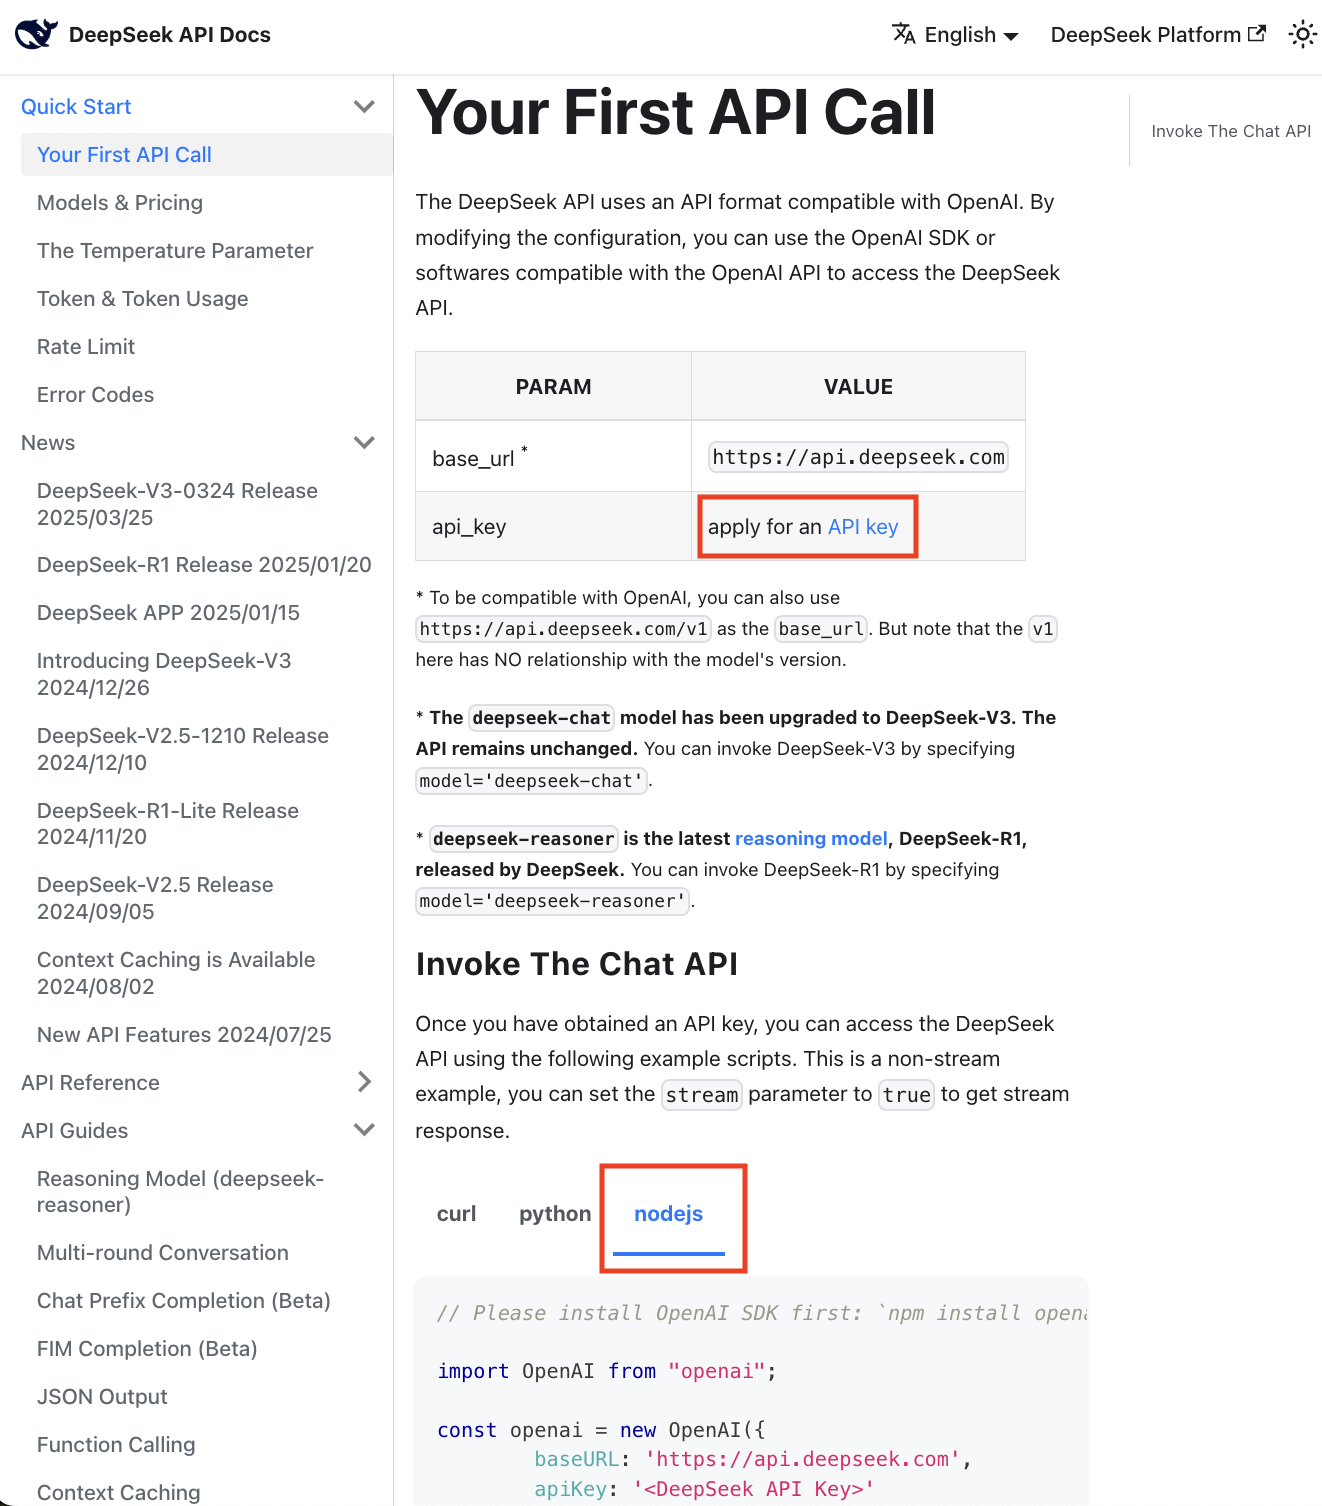 DeepSeek API Docs
English
DeepSeek Platform
Quick Start
Your First API Call
Models & Pricing
The Temperature Parameter
Token & Token Usage
Rate Limit
Error Codes
News
DeepSeek-V3-0324 Release
2025/03/25
DeepSeek-R1 Release 2025/01/20
DeepSeek APP 2025/01/15
Introducing DeepSeek-V3
2024/12/26
DeepSeek-V2.5-1210 Release
2024/12/10
DeepSeek-R1-Lite Release
2024/11/20
DeepSeek-V2.5 Release
2024/09/05
Context Caching is Available
2024/08/02
New API Features 2024/07/25
API Reference
API Guides
Reasoning Model (deepseek-
reasoner)
Multi-round Conversation
Chat Prefix Completion (Beta)
FIM Completion (Beta)
JSON Output
Function Calling
Context Caching
Your First API Call
The DeepSeek API uses an API format compatible with OpenAI. By
modifying the configuration, you can use the OpenAI SDK or
softwares compatible with the OpenAI API to access the DeepSeek
API.
PARAM VALUE
base_url * https://api.deepseek.com
api_key apply for an API key
* To be compatible with OpenAI, you can also use
https://api.deepseek.com/v1 as the base_url. But note that the v1
here has NO relationship with the model's version.
* The deepseek-chat model has been upgraded to DeepSeek-V3. The
API remains unchanged. You can invoke DeepSeek-V3 by specifying
model='deepseek-chat'.
* deepseek-reasoner is the latest reasoning model, DeepSeek-R1,
released by DeepSeek. You can invoke DeepSeek-R1 by specifying
model='deepseek-reasoner'.
Invoke The Chat API
Once you have obtained an API key, you can access the DeepSeek
API using the following example scripts. This is a non-stream
example, you can set the stream parameter to true to get stream
response.
curl python nodejs
// Please install OpenAI SDK first: `npm install opena
import OpenAI from "openai";
const openai = new OpenAI({
baseURL: 'https://api.deepseek.com',
apiKey: '<DeepSeek API Key>'
Invoke The Chat API